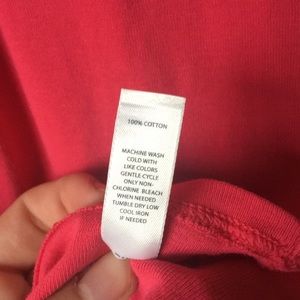 100% COTTON
MACHINE WASH
COLD WITH
LIKE COLORS
GENTLE CYCLE
ONLY NON-
CHLORINE BLEACH
WHEN NEEDED
TUMBLE DRY LOW
COOL IRON
IF NEEDED